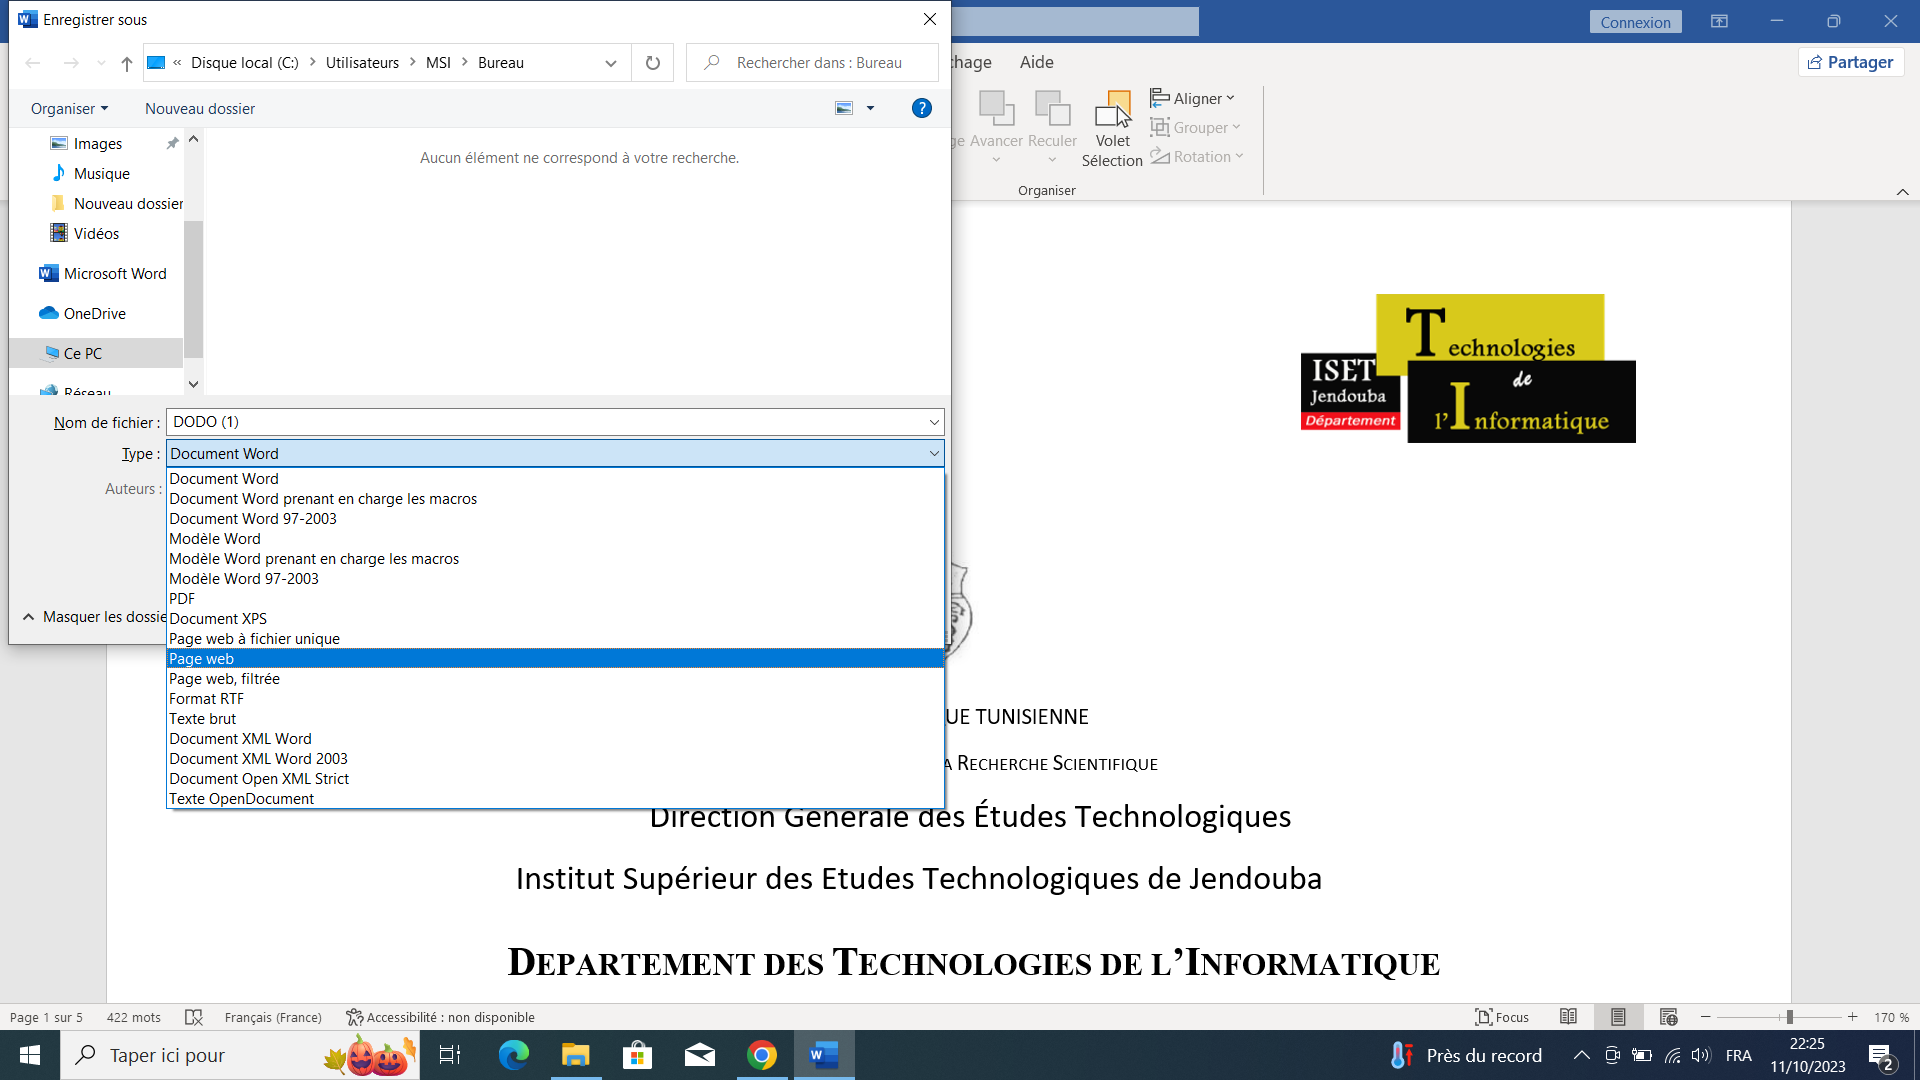 Enregistrer sous
Connexion
« Disque local (C:) > Utilisateurs > MSI > Bureau
Rechercher dans : Bureau
Aide
Partager
Organiser
Nouveau dossier
Images
Musique
Nouveau dossier
Vidéos
Microsoft Word
OneDrive
Ce PC
Réseau
Aucun élément ne correspond à votre recherche.
Avancer
Reculer
Volet
Sélection
Aligner
Grouper
Rotation
Organiser
Nom de fichier :
DODO (1)
Type :
Document Word
Auteurs :
Document Word
Document Word prenant en charge les macros
Document Word 97-2003
Modèle Word
Modèle Word prenant en charge les macros
Modèle Word 97-2003
PDF
Document XPS
Page web à fichier unique
Page web
Page web, filtrée
Format RTF
Texte brut
Document XML Word
Document XML Word 2003
Document Open XML Strict
Texte OpenDocument
Masquer les dossie
Technologies
de
l'Informatique
ISET
Jendouba
Département
UE TUNISIENNE
A RECHERCHE SCIENTIFIQUE
Direction Générale des Études Technologiques
Institut Supérieur des Etudes Technologiques de Jendouba
DEPARTEMENT DES TECHNOLOGIES DE L’INFORMATIQUE
Page 1 sur 5
422 mots
Français (France)
Accessibilité : non disponible
Focus
170 %
Taper ici pour
Près du record
FRA
22:25
11/10/2023
2